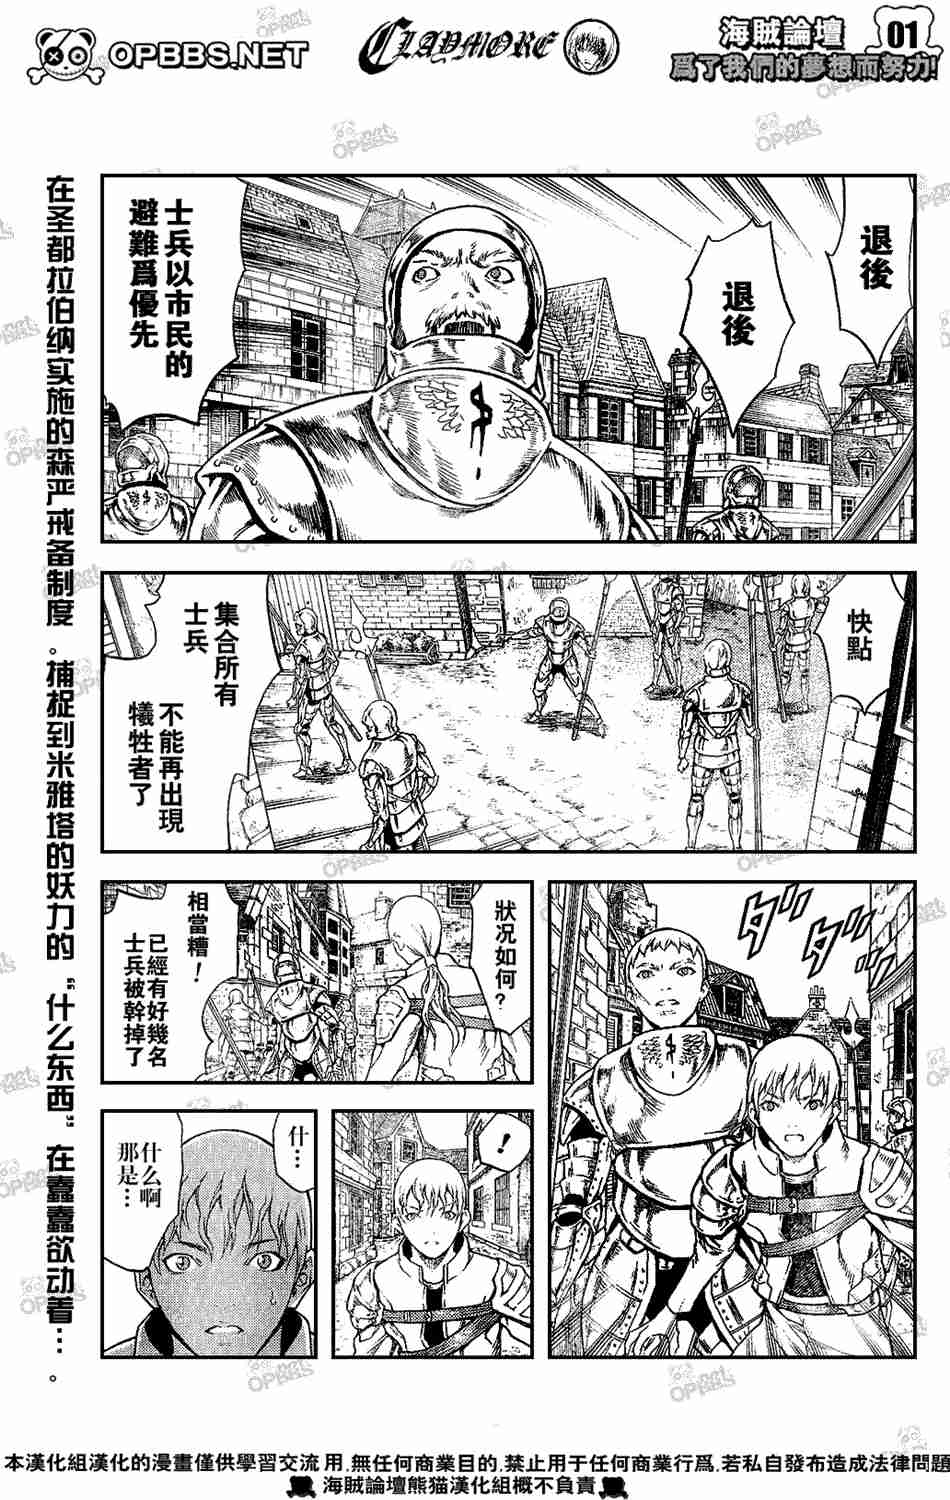 OPBBS.NET
CLAYMORE
海賊論壇
爲了我們的夢想而努力!
01
在圣都拉伯纳实施的森严戒备制度。捕捉到米雅塔的妖力的“什么东西”在蠢蠢欲动着…。
退後
退後
士兵以市民的
避難爲優先
快點
集合所有
士兵
不能再出現
犧牲者了
ダッ
ダッ
狀況如何?
相當糟!
已經有好幾名
士兵被幹掉了
!
什…
什么啊
那是…
本漢化組漢化的漫畫僅供學習交流用,無任何商業目的,禁止用于任何商業行爲,若私自發布造成法律問題
海賊論壇熊猫漢化組概不負責